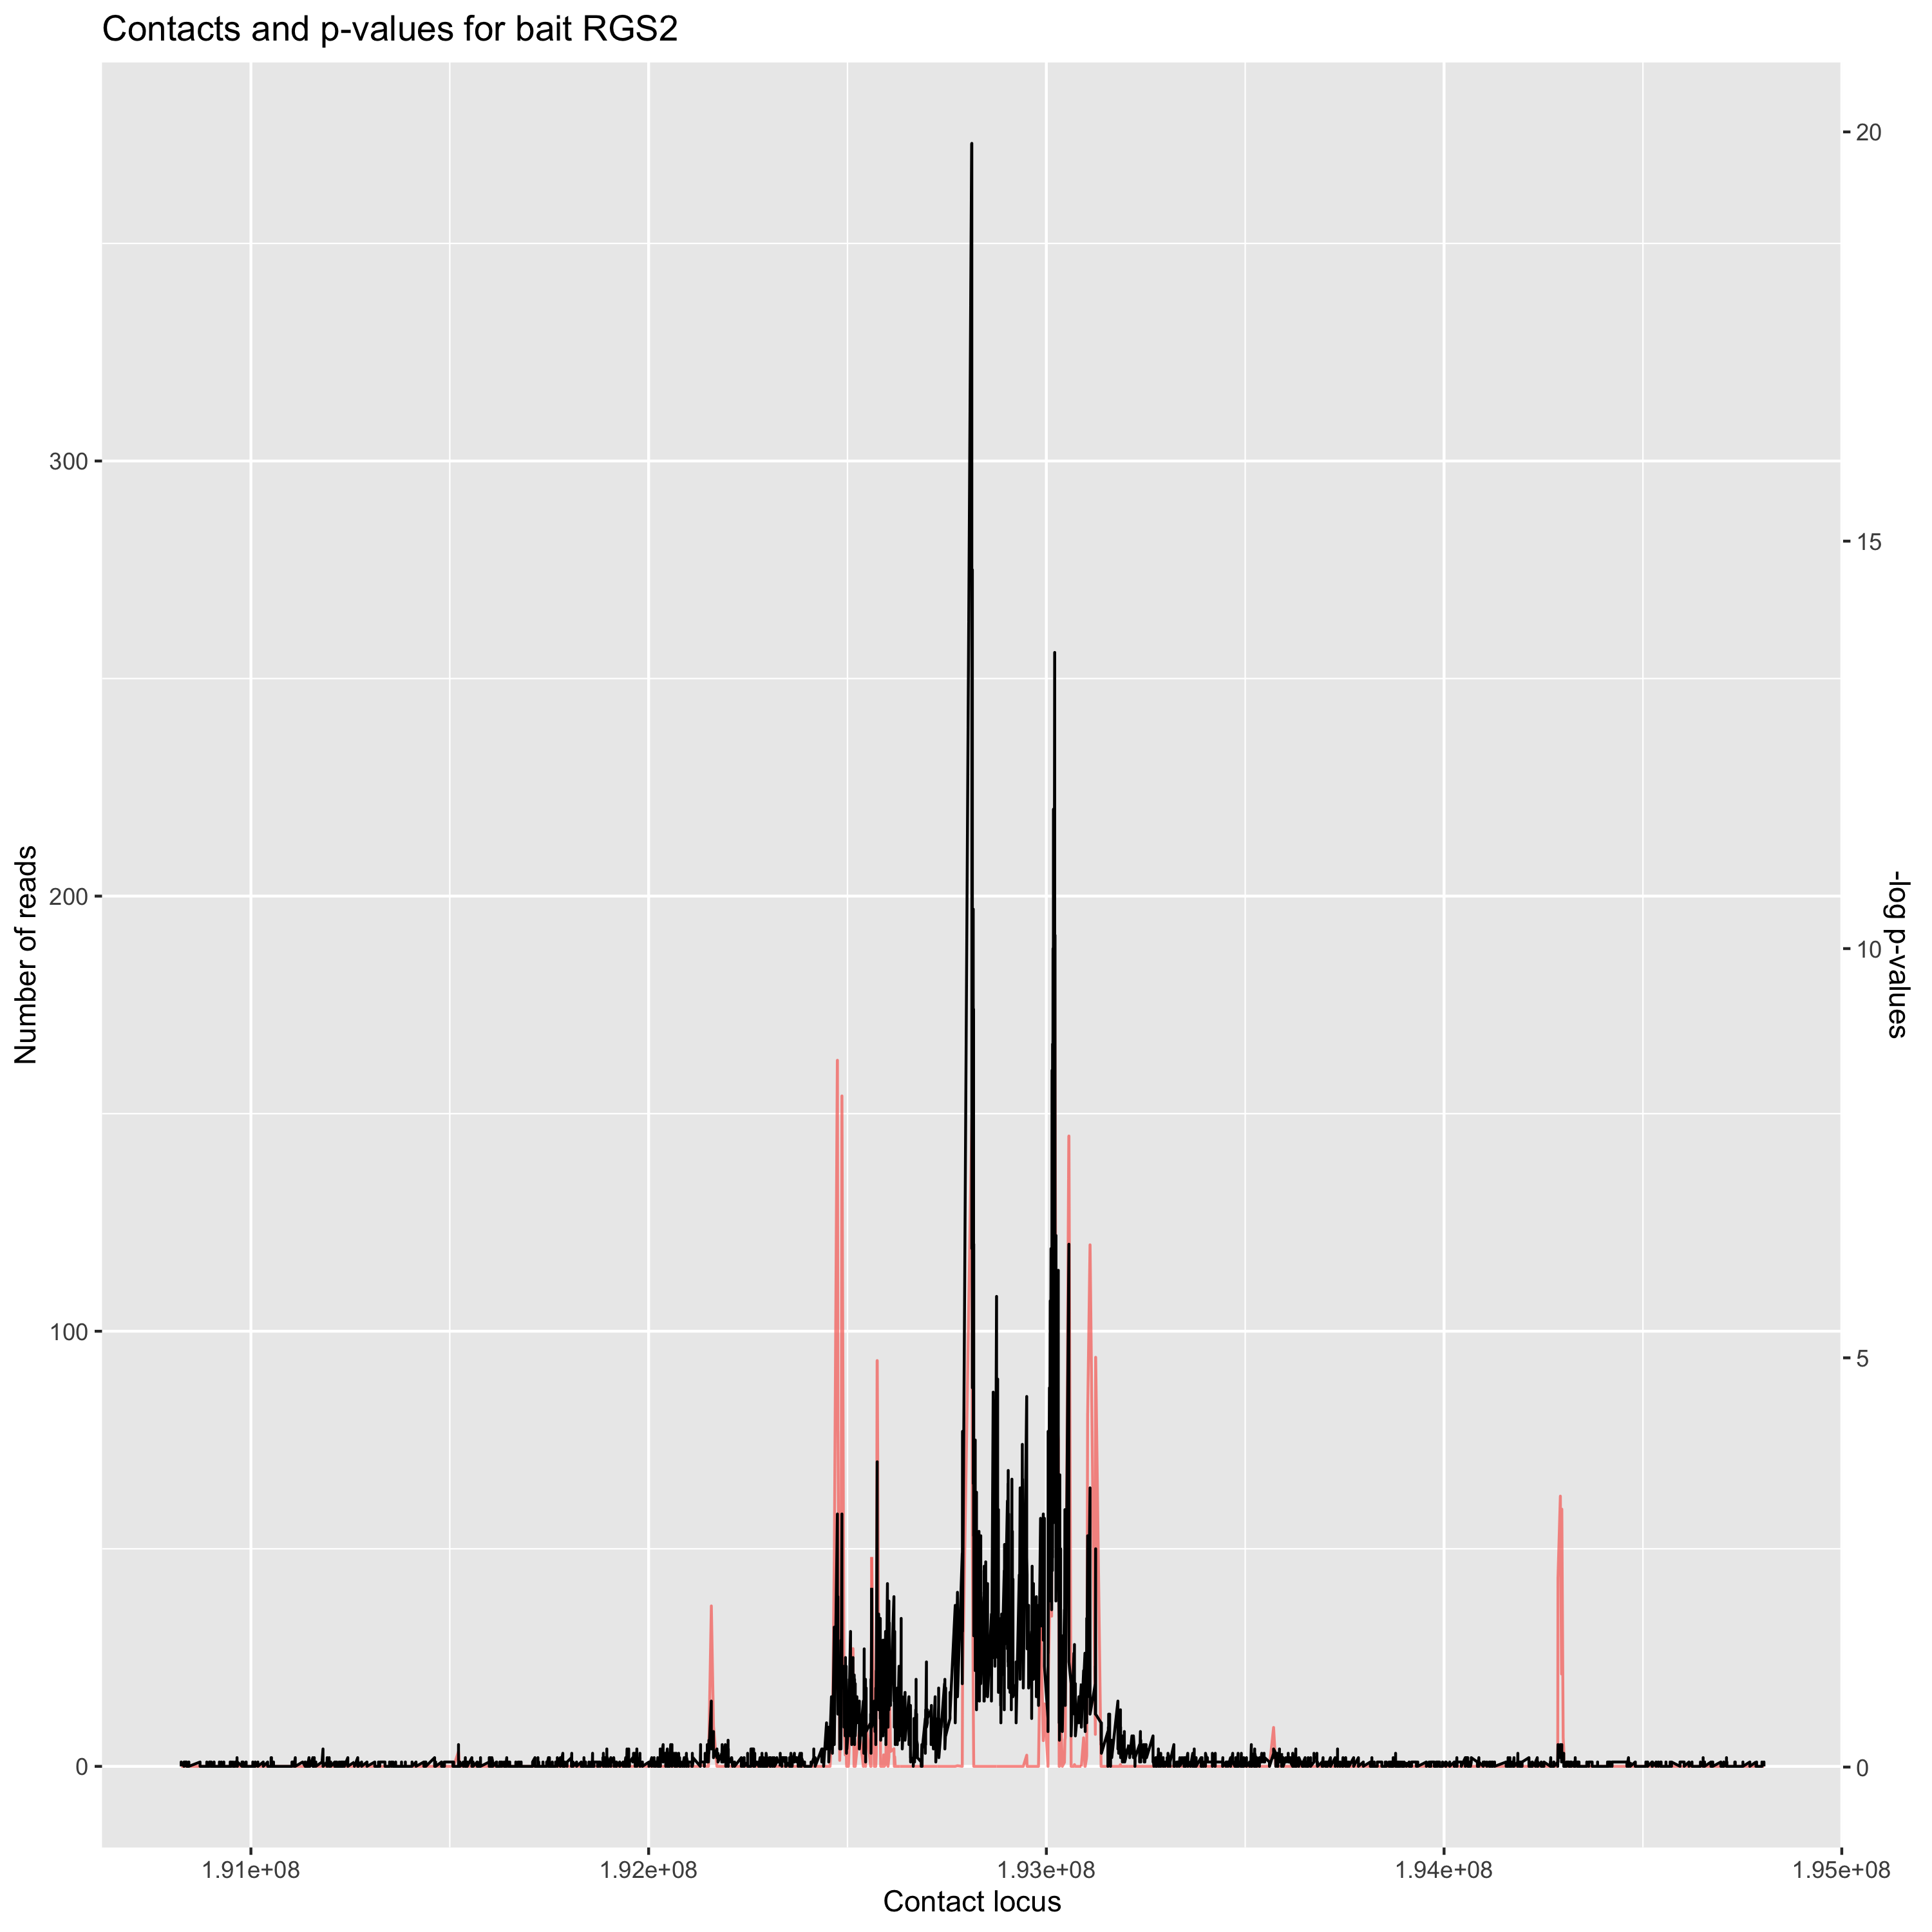 Contacts and p-values for bait RGS2
Number of reads
300
200
100
0
20
15
10
5
0
-log p-values
1.91e+08
1.92e+08
1.93e+08
1.94e+08
1.95e+08
Contact locus